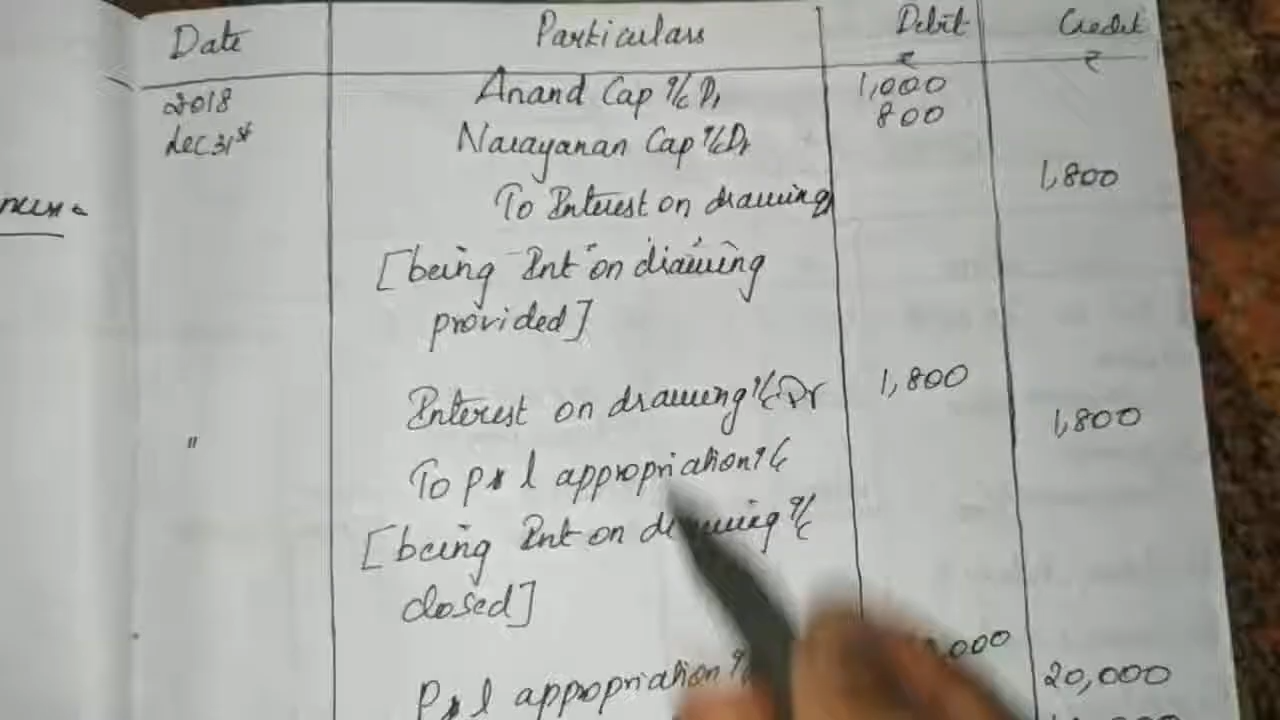 Date Particulars Debit Credit
₹ ₹
2018 Anand Cap a/c Dr 1,000
dec 31st Narayanan Cap a/c Dr 800
To Interest on drawing 1,800
[being Int on drawing
provided]
Interest on drawing a/c Dr 1,800
" To P & l appropriation a/c 1,800
[being Int on drawing a/c
closed]
P & l appropriation a/c
20,000